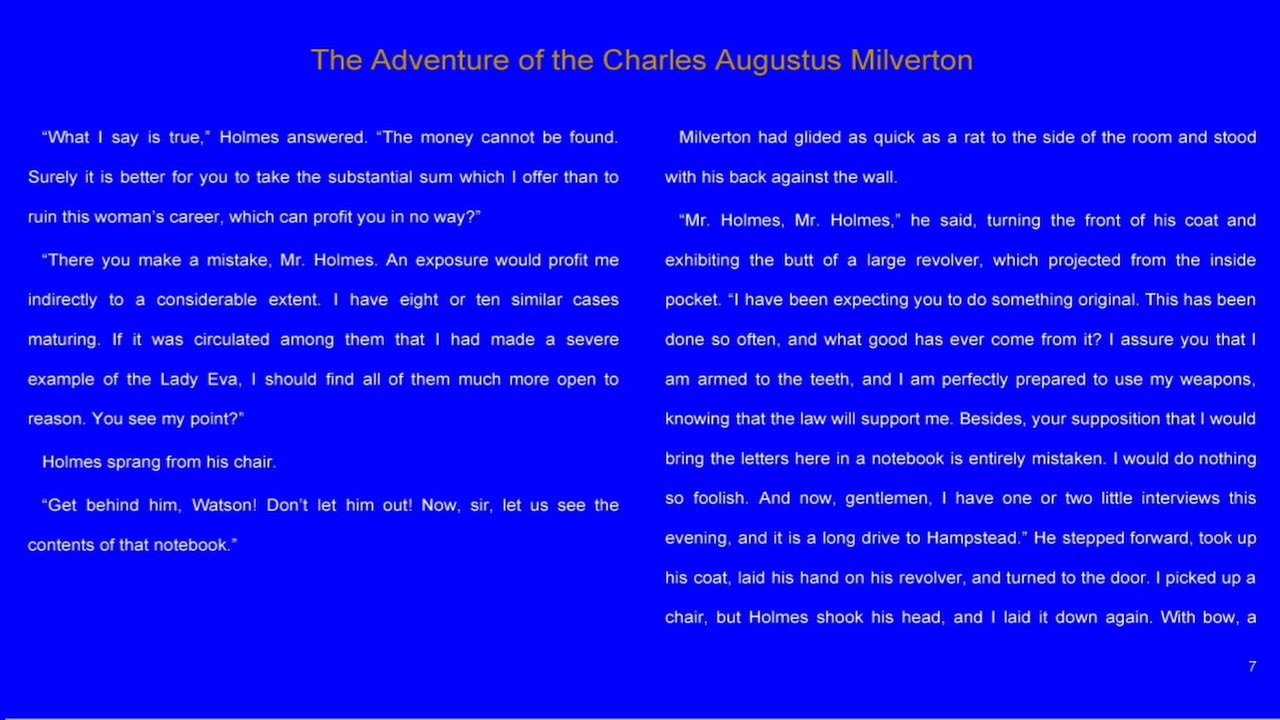 The Adventure of the Charles Augustus Milverton
“What I say is true,” Holmes answered. “The money cannot be found.
Surely it is better for you to take the substantial sum which I offer than to
ruin this woman’s career, which can profit you in no way?”
“There you make a mistake, Mr. Holmes. An exposure would profit me
indirectly to a considerable extent. I have eight or ten similar cases
maturing. If it was circulated among them that I had made a severe
example of the Lady Eva, I should find all of them much more open to
reason. You see my point?”
Holmes sprang from his chair.
“Get behind him, Watson! Don’t let him out! Now, sir, let us see the
contents of that notebook.”
Milverton had glided as quick as a rat to the side of the room and stood
with his back against the wall.
“Mr. Holmes, Mr. Holmes,” he said, turning the front of his coat and
exhibiting the butt of a large revolver, which projected from the inside
pocket. “I have been expecting you to do something original. This has been
done so often, and what good has ever come from it? I assure you that I
am armed to the teeth, and I am perfectly prepared to use my weapons,
knowing that the law will support me. Besides, your supposition that I would
bring the letters here in a notebook is entirely mistaken. I would do nothing
so foolish. And now, gentlemen, I have one or two little interviews this
evening, and it is a long drive to Hampstead.” He stepped forward, took up
his coat, laid his hand on his revolver, and turned to the door. I picked up a
chair, but Holmes shook his head, and I laid it down again. With bow, a
7